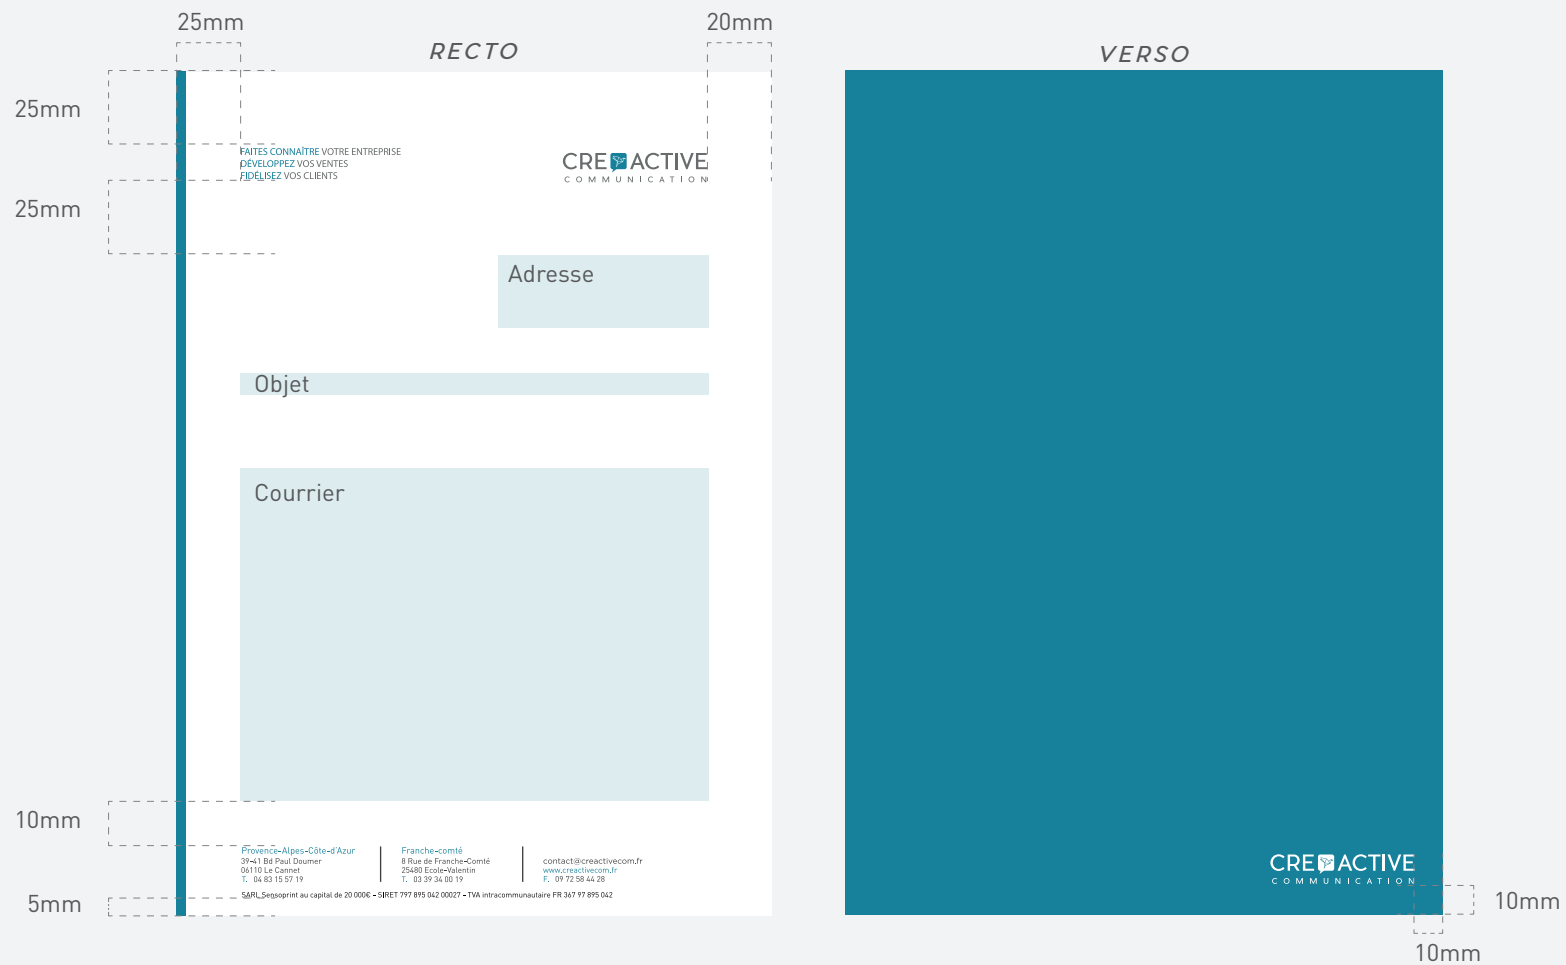 25mm
20mm
RECTO
VERSO
25mm
FAITES CONNAÎTRE VOTRE ENTREPRISE
DÉVELOPPEZ VOS VENTES
FIDÉLISEZ VOS CLIENTS
CRE ACTIVE
COMMUNICATION
25mm
Adresse
Objet
Courrier
10mm
Provence-Alpes-Côte-d'Azur
39-41 Bd Paul Doumer
06110 Le Cannet
T. 04 83 15 57 19
Franche-comté
8 Rue de Franche-Comté
25480 Ecole-Valentin
T. 03 39 34 00 19
contact@creactivecom.fr
www.creactivecom.fr
F. 09 72 58 44 28
SARL Sensoprint au capital de 20 000€ - SIRET 797 895 042 00027 - TVA intracommunautaire FR 367 97 895 042
5mm
CRE ACTIVE
COMMUNICATION
10mm
10mm